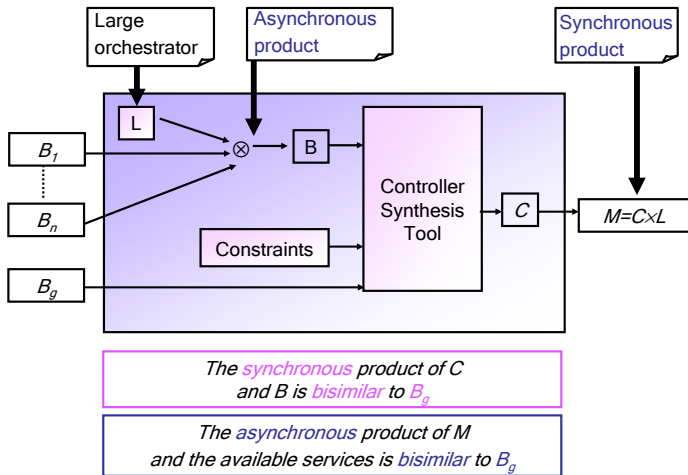 Large
orchestrator
Asynchronous
product
Synchronous
product
L
B1
⊗
B
Bn
Controller
Synthesis
Tool
C
M=C×L
Constraints
Bg
The synchronous product of C
and B is bisimilar to Bg
The asynchronous product of M
and the available services is bisimilar to Bg